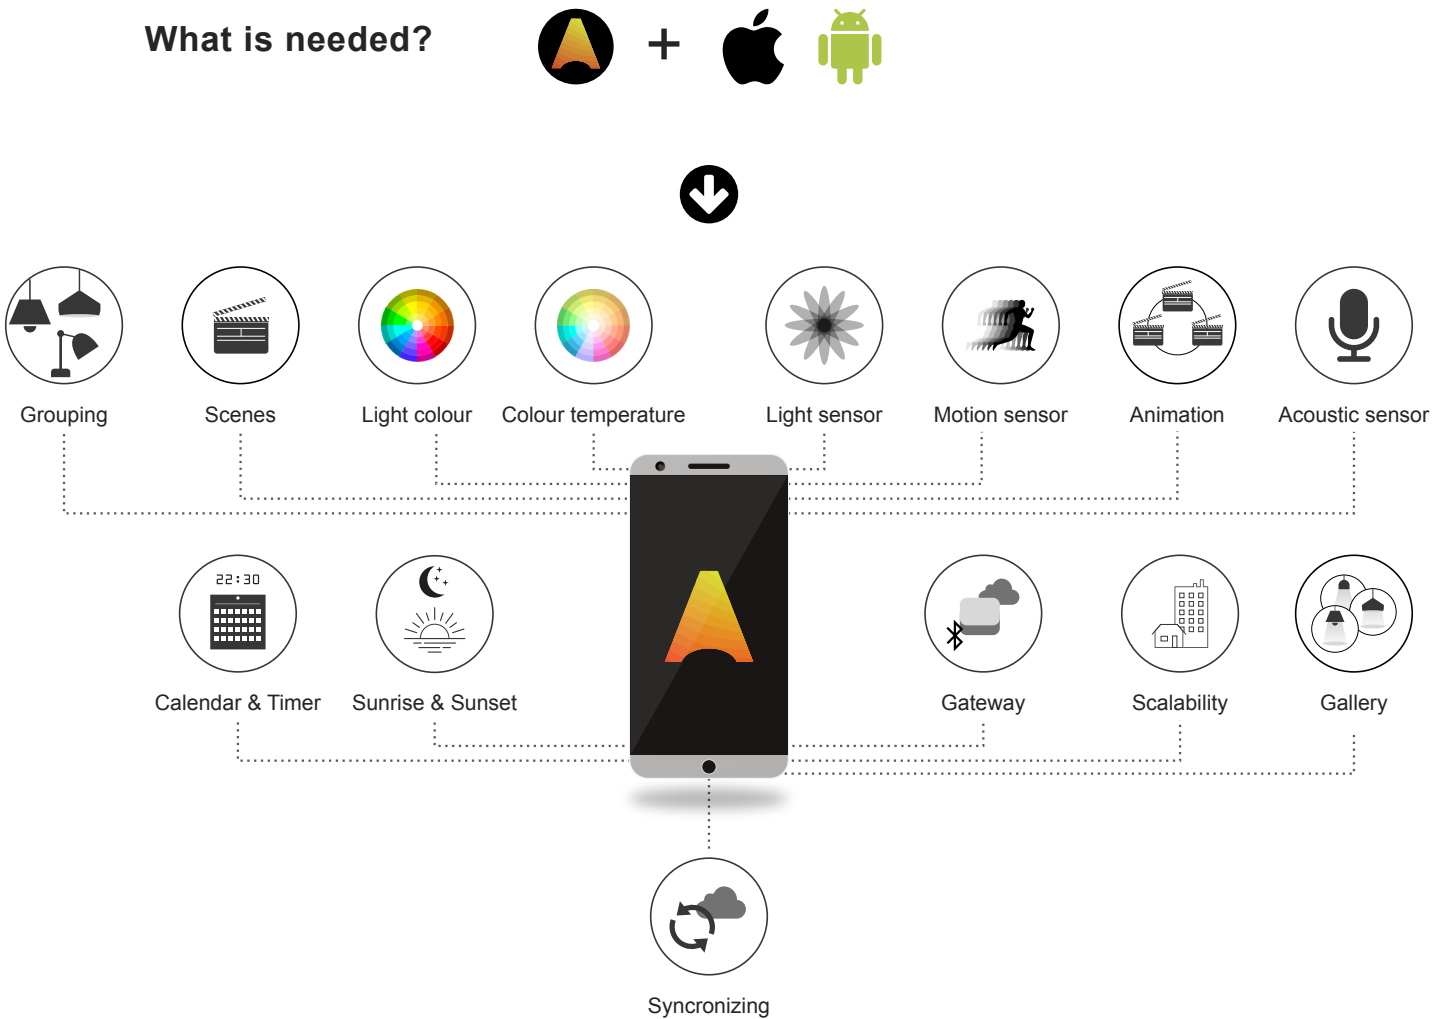 What is needed?
Grouping
Scenes
Light colour
Colour temperature
Light sensor
Motion sensor
Animation
Acoustic sensor
22:30
Calendar & Timer
Sunrise & Sunset
Gateway
Scalability
Gallery
Syncronizing